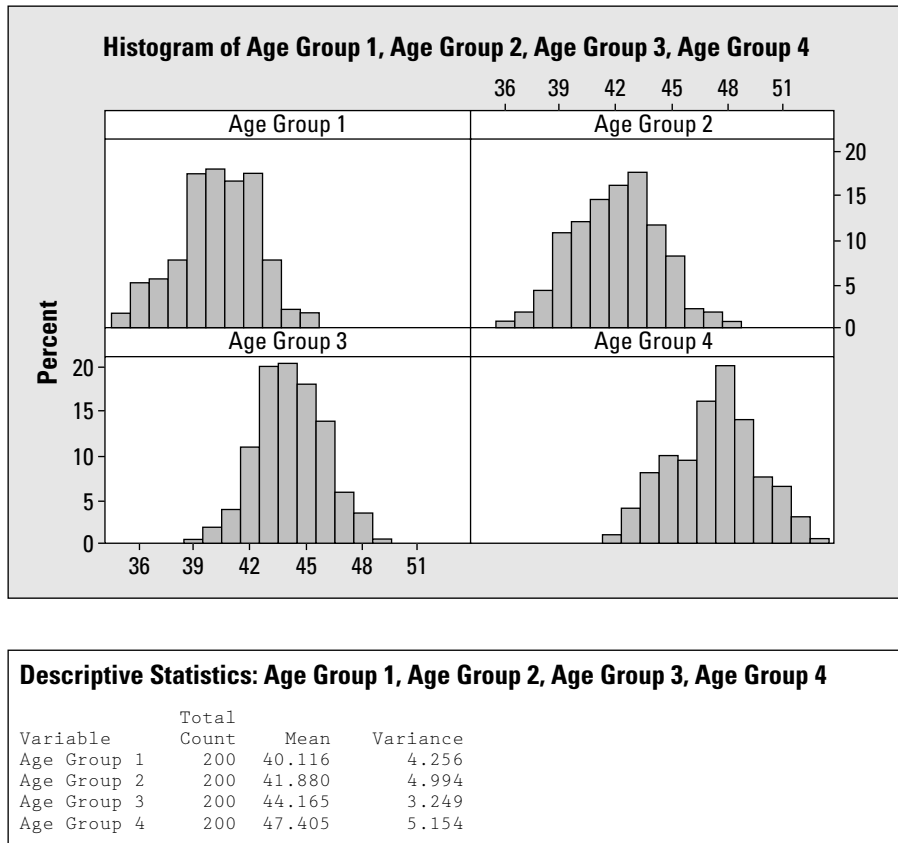 Histogram of Age Group 1, Age Group 2, Age Group 3, Age Group 4
36 39 42 45 48 51
Age Group 1 Age Group 2
20
15
10
5
0
Percent
Age Group 3 Age Group 4
20
15
10
5
0
36 39 42 45 48 51
Descriptive Statistics: Age Group 1, Age Group 2, Age Group 3, Age Group 4
Total
Variable Count Mean Variance
Age Group 1 200 40.116 4.256
Age Group 2 200 41.880 4.994
Age Group 3 200 44.165 3.249
Age Group 4 200 47.405 5.154